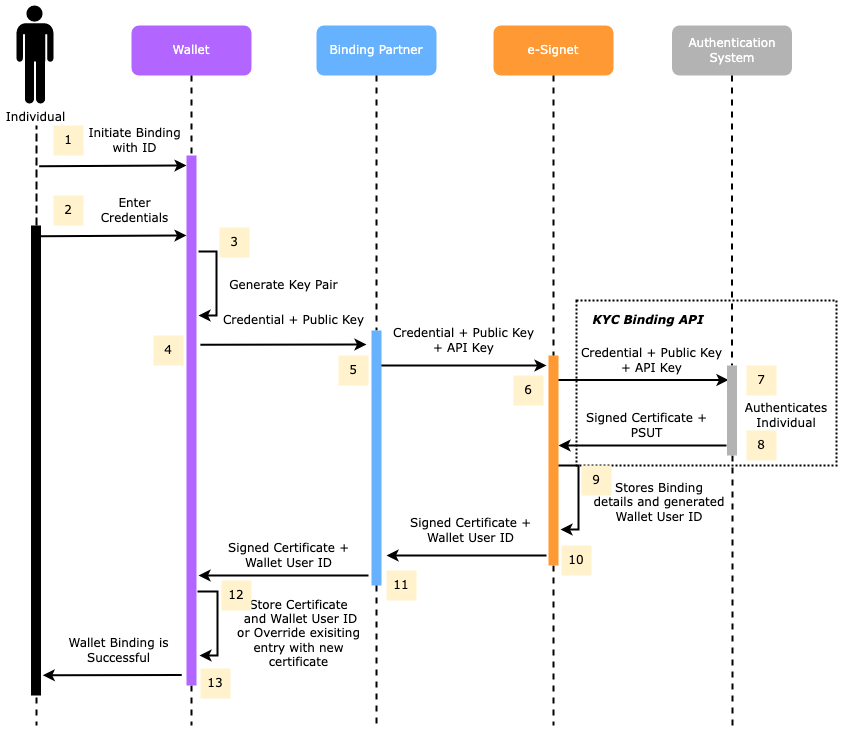 Wallet
Binding Partner
e-Signet
Authentication
System
Individual
1
Initiate Binding
with ID
2
Enter
Credentials
3
Generate Key Pair
Credential + Public Key
4
5
Credential + Public Key
+ API Key
6
KYC Binding API
Credential + Public Key
+ API Key
7
Authenticates
Individual
Signed Certificate +
PSUT
8
9
Stores Binding
details and generated
Wallet User ID
Signed Certificate +
Wallet User ID
10
Signed Certificate +
Wallet User ID
11
12
Store Certificate
and Wallet User ID
or Override exisiting
entry with new
certificate
Wallet Binding is
Successful
13